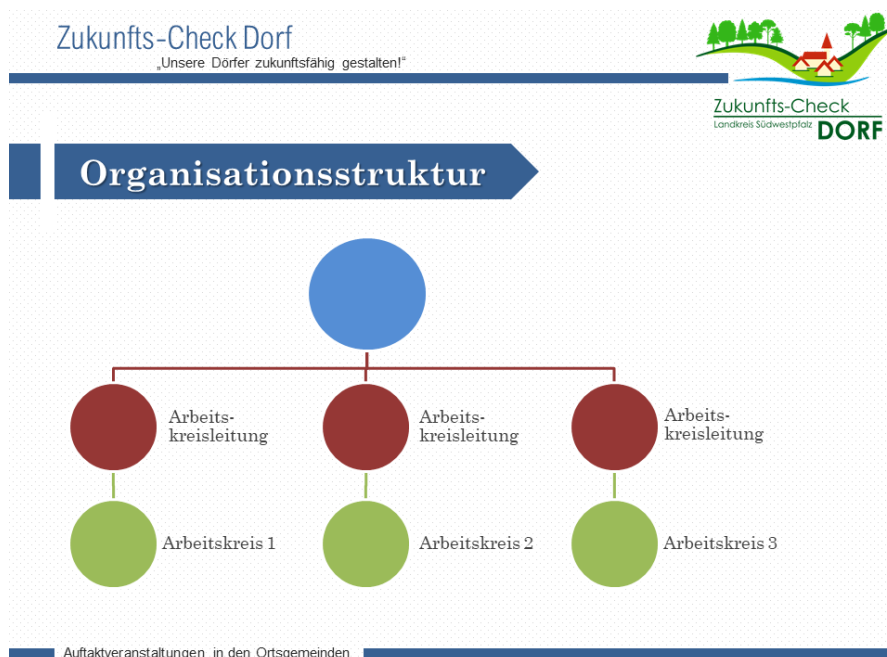 Zukunfts-Check Dorf
„Unsere Dörfer zukunftsfähig gestalten!“
Zukunfts-Check
Landkreis Südwestpfalz DORF
Organisationsstruktur
Arbeits-
kreisleitung
Arbeits-
kreisleitung
Arbeits-
kreisleitung
Arbeitskreis 1
Arbeitskreis 2
Arbeitskreis 3
Auftaktveranstaltungen in den Ortsgemeinden